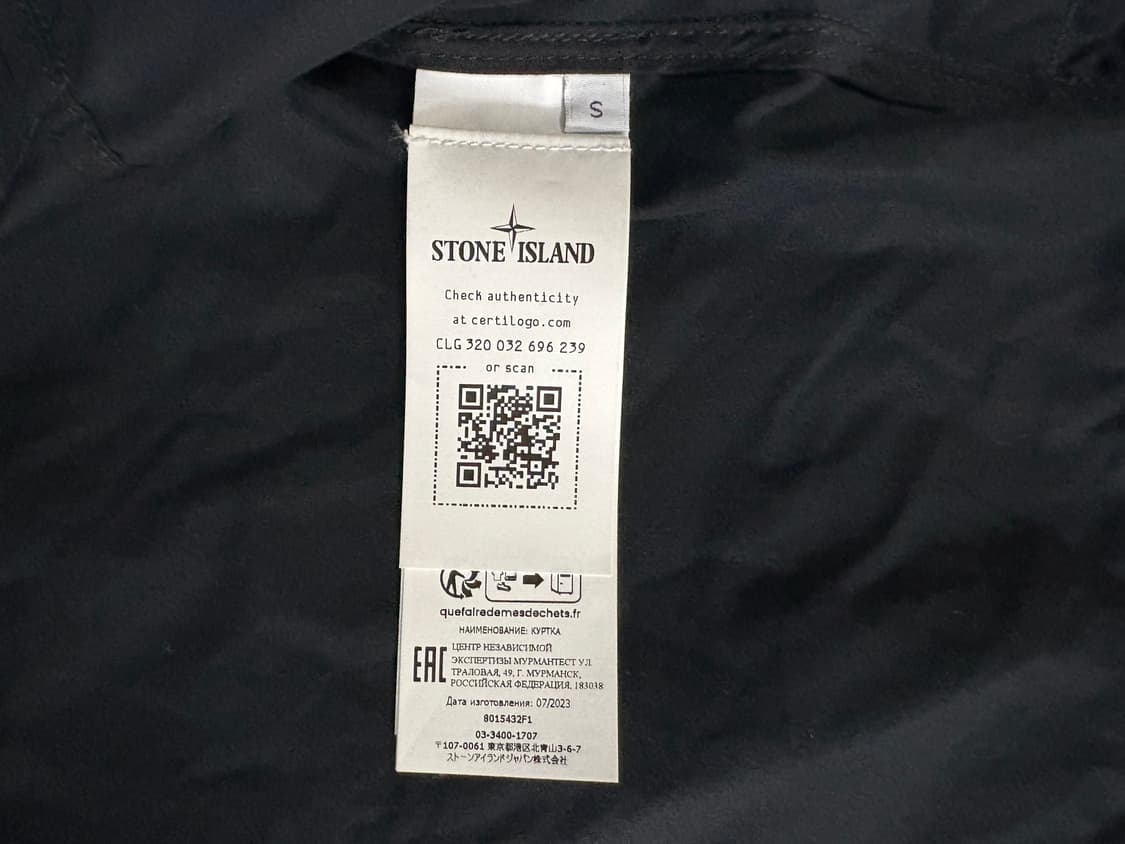 S
STONE ISLAND
Check authenticity
at certilogo.com
CLG 320 032 696 239
or scan
quefairedemesdechets.fr
НАИМЕНОВАНИЕ: КУРТКА
EAC
ЦЕНТР НЕЗАВИСИМОЙ
ЭКСПЕРТИЗЫ МУРМАНТЕСТ УЛ.
ТРАЛОВАЯ, 49, Г. МУРМАНСК,
РОССИЙСКАЯ ФЕДЕРАЦИЯ, 183038
Дата изготовления: 07/2023
8015432F1
03-3400-1707
〒107-0061 東京都港区北青山3-6-7
ストーンアイランドジャパン株式会社